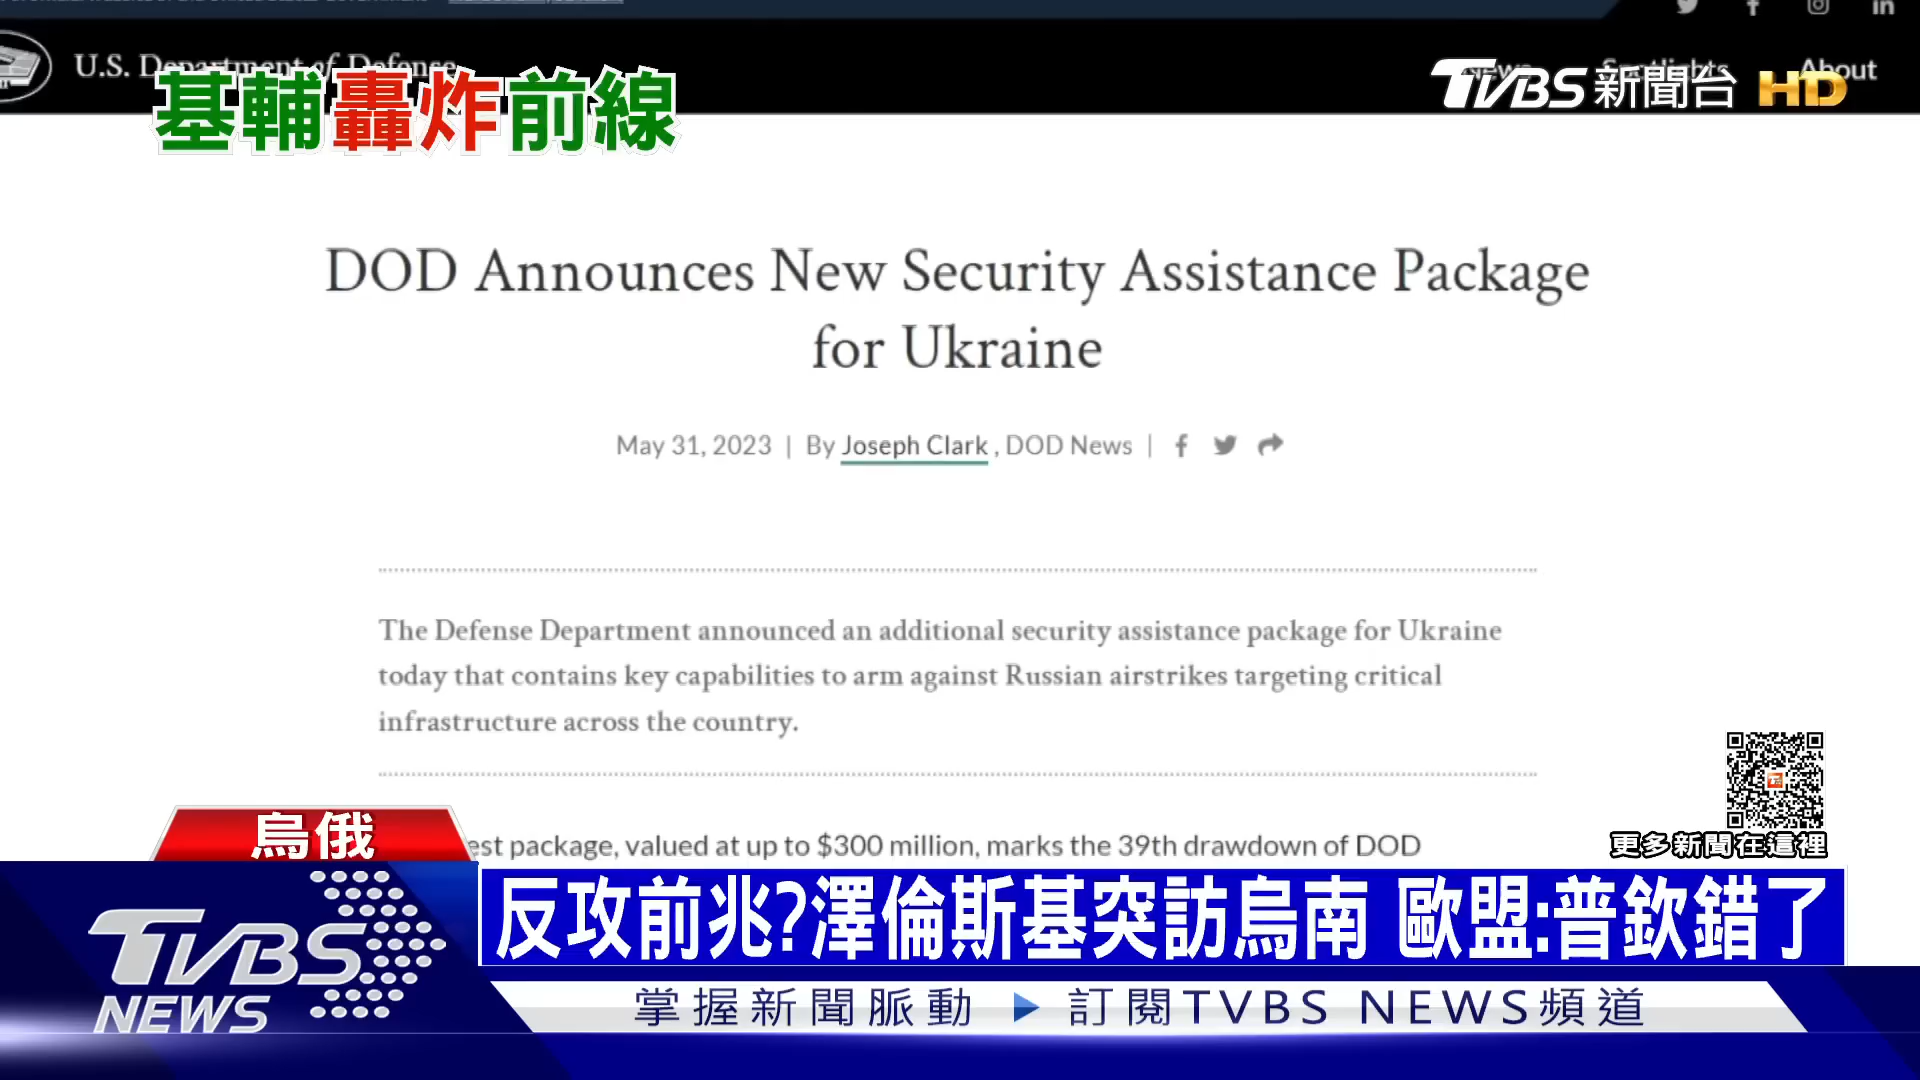 U.S. Department of Defense
News Spotlights About
基輔轟炸前線
TVBS新聞台 HD
DOD Announces New Security Assistance Package
for Ukraine
May 31, 2023 | By Joseph Clark , DOD News |
The Defense Department announced an additional security assistance package for Ukraine
today that contains key capabilities to arm against Russian airstrikes targeting critical
infrastructure across the country.
package, valued at up to $300 million, marks the 39th drawdown of DOD
更多新聞在這裡
烏俄
反攻前兆?澤倫斯基突訪烏南 歐盟:普欽錯了
TVBS
NEWS
掌握新聞脈動 ▶ 訂閱TVBS NEWS頻道